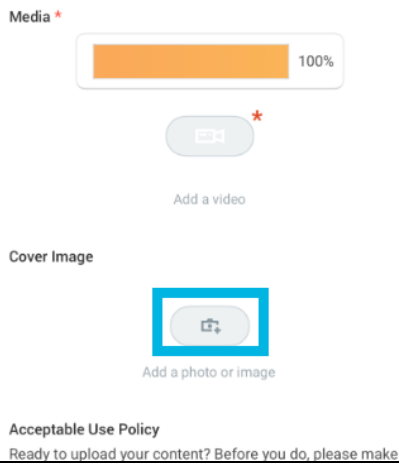 Media *
100%
*
Add a video
Cover Image
Add a photo or image
Acceptable Use Policy
Ready to upload your content? Before you do, please make